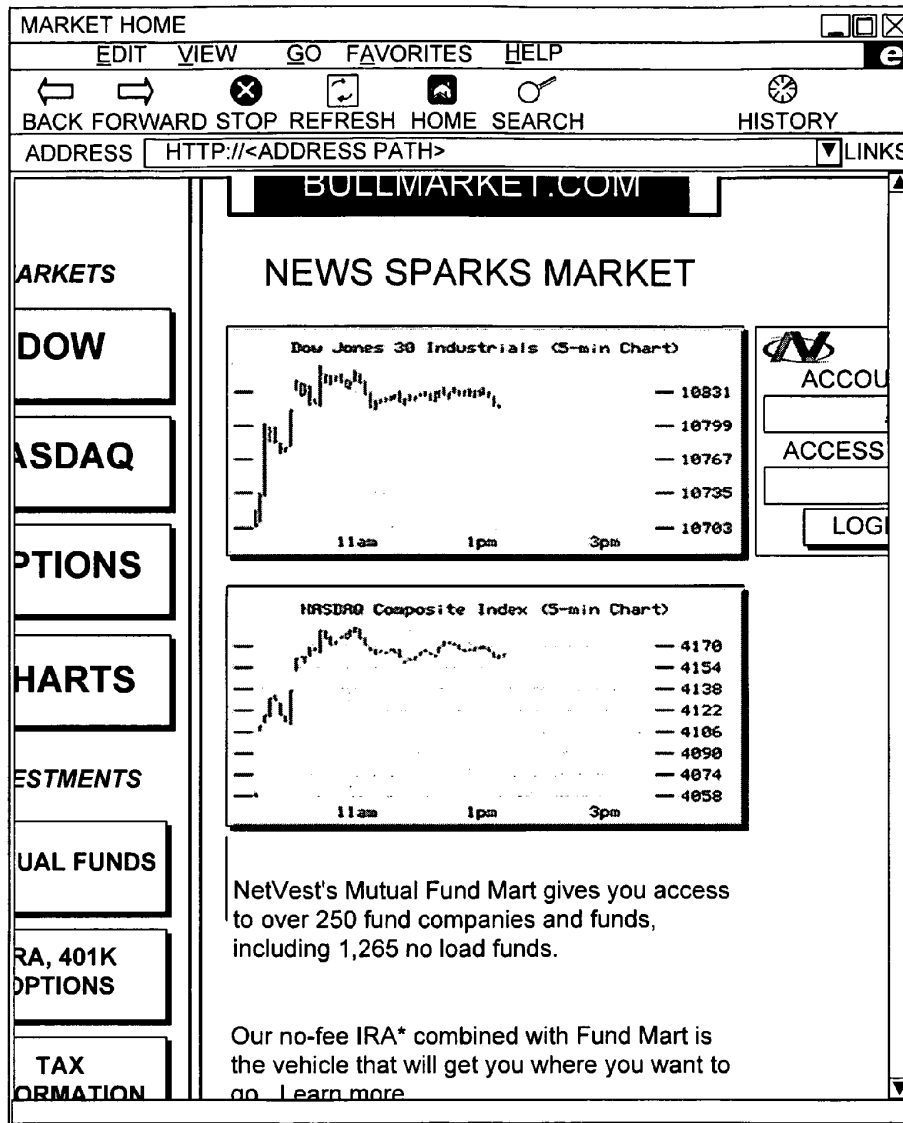 MARKET HOME
EDIT VIEW GO FAVORITES HELP
e
BACK FORWARD STOP REFRESH HOME SEARCH HISTORY
ADDRESS HTTP://<ADDRESS PATH> LINKS
BULLMARKET.COM
ARKETS
NEWS SPARKS MARKET
DOW
ASDAQ
PTIONS
HARTS
ESTMENTS
UAL FUNDS
RA, 401K
OPTIONS
TAX
ORMATION
Dow Jones 30 Industrials (5-min Chart)
10831
10799
10767
10735
10703
11am 1pm 3pm
ACCOU
ACCESS
LOGI
NASDAQ Composite Index (5-min Chart)
4170
4154
4138
4122
4106
4090
4074
4058
11am 1pm 3pm
NetVest's Mutual Fund Mart gives you access
to over 250 fund companies and funds,
including 1,265 no load funds.
Our no-fee IRA* combined with Fund Mart is
the vehicle that will get you where you want to
go. Learn more